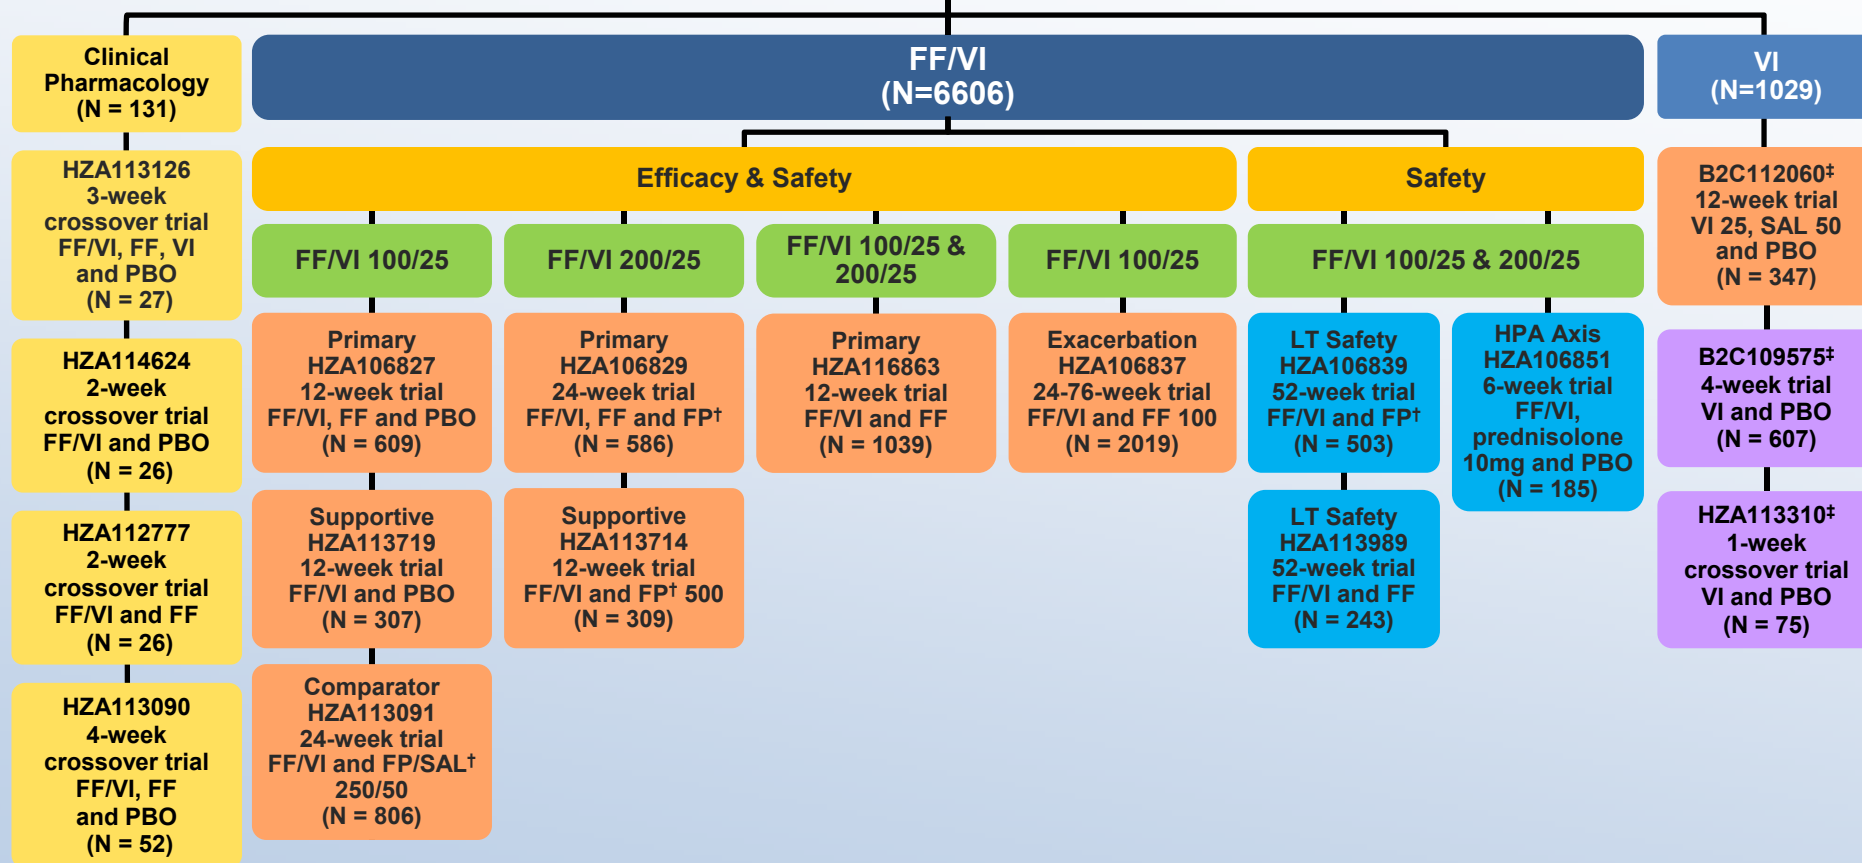 Clinical
Pharmacology
(N = 131)
HZA113126
3-week
crossover trial
FF/VI, FF, VI
and PBO
(N = 27)
HZA114624
2-week
crossover trial
FF/VI and PBO
(N = 26)
HZA112777
2-week
crossover trial
FF/VI and FF
(N = 26)
HZA113090
4-week
crossover trial
FF/VI, FF
and PBO
(N = 52)
FF/VI
(N=6606)
Efficacy & Safety
FF/VI 100/25
Primary
HZA106827
12-week trial
FF/VI, FF and PBO
(N = 609)
Supportive
HZA113719
12-week trial
FF/VI and PBO
(N = 307)
Comparator
HZA113091
24-week trial
FF/VI and FP/SAL†
250/50
(N = 806)
FF/VI 200/25
Primary
HZA106829
24-week trial
FF/VI, FF and FP†
(N = 586)
Supportive
HZA113714
12-week trial
FF/VI and FP† 500
(N = 309)
FF/VI 100/25 &
200/25
Primary
HZA116863
12-week trial
FF/VI and FF
(N = 1039)
FF/VI 100/25
Exacerbation
HZA106837
24-76-week trial
FF/VI and FF 100
(N = 2019)
Safety
FF/VI 100/25 & 200/25
LT Safety
HZA106839
52-week trial
FF/VI and FP†
(N = 503)
LT Safety
HZA113989
52-week trial
FF/VI and FF
(N = 243)
HPA Axis
HZA106851
6-week trial
FF/VI,
prednisolone
10mg and PBO
(N = 185)
VI
(N=1029)
B2C112060‡
12-week trial
VI 25, SAL 50
and PBO
(N = 347)
B2C109575‡
4-week trial
VI and PBO
(N = 607)
HZA113310‡
1-week
crossover trial
VI and PBO
(N = 75)